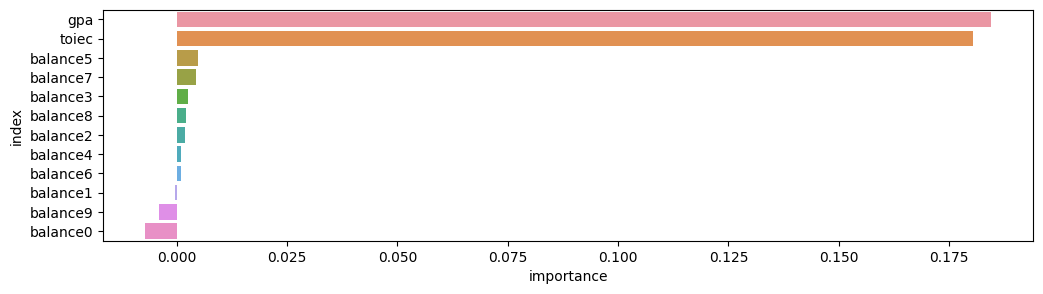 gpa
toiec
balance5
balance7
balance3
balance8
balance2
balance4
balance6
balance1
balance9
balance0
index
0.000 0.025 0.050 0.075 0.100 0.125 0.150 0.175
importance